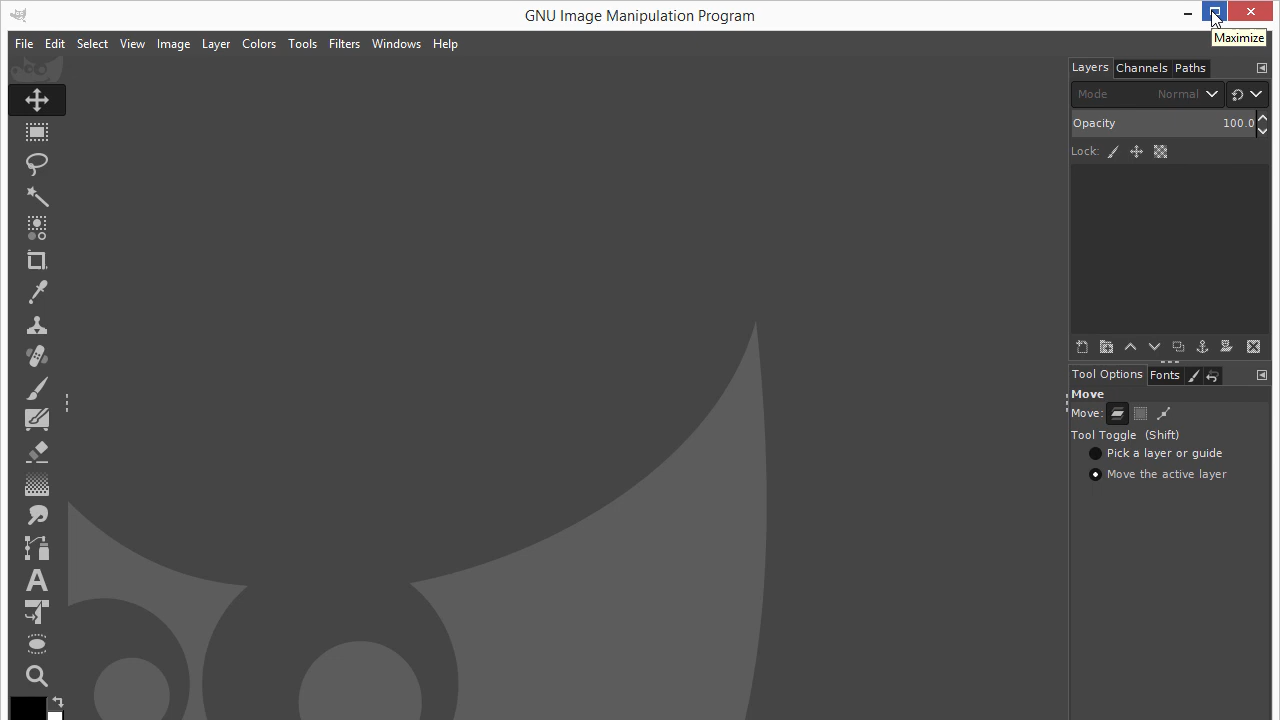 GNU Image Manipulation Program
Maximize
File Edit Select View Image Layer Colors Tools Filters Windows Help
Layers Channels Paths
Mode Normal
Opacity 100.0
Lock:
Tool Options Fonts
Move
Move:
Tool Toggle (Shift)
Pick a layer or guide
Move the active layer